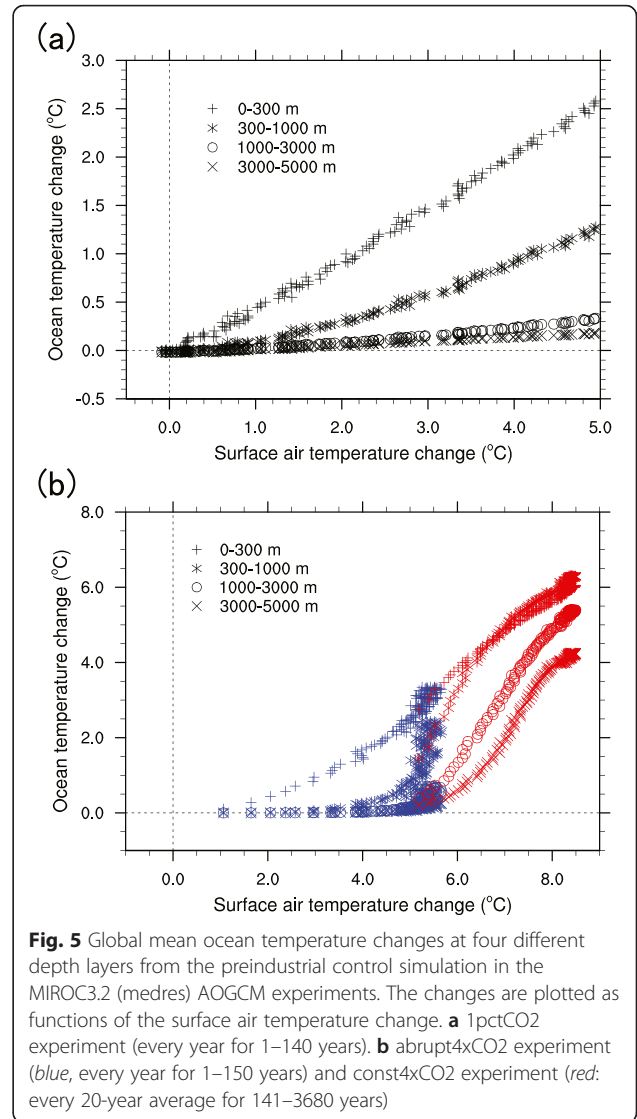 (a)
3.0
2.5
2.0
1.5
1.0
0.5
0.0
-0.5
Ocean temperature change (°C)
+ 0-300 m
∗ 300-1000 m
○ 1000-3000 m
× 3000-5000 m
0.0 1.0 2.0 3.0 4.0 5.0
Surface air temperature change (°C)
(b)
8.0
6.0
4.0
2.0
0.0
Ocean temperature change (°C)
+ 0-300 m
∗ 300-1000 m
○ 1000-3000 m
× 3000-5000 m
0.0 2.0 4.0 6.0 8.0
Surface air temperature change (°C)
Fig. 5 Global mean ocean temperature changes at four different
depth layers from the preindustrial control simulation in the
MIROC3.2 (medres) AOGCM experiments. The changes are plotted as
functions of the surface air temperature change. a 1pctCO2
experiment (every year for 1–140 years). b abrupt4xCO2 experiment
(blue, every year for 1–150 years) and const4xCO2 experiment (red:
every 20-year average for 141–3680 years)